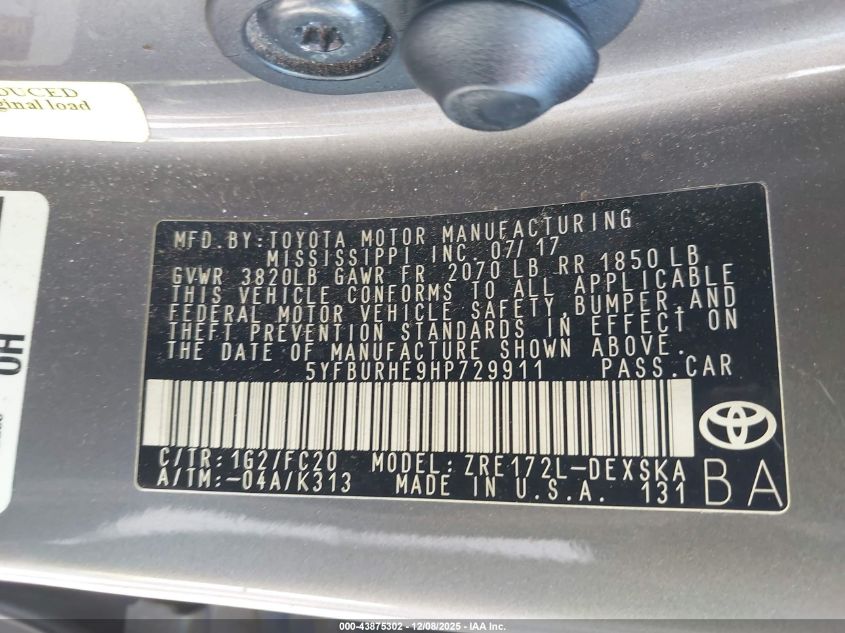 DUCED
ginal load
HO
MFD. BY: TOYOTA MOTOR MANUFACTURING
MISSISSIPPI INC. 07/17
GVWR 3820LB GAWR FR 2070 LB RR 1850 LB
THIS VEHICLE CONFORMS TO ALL APPLICABLE
FEDERAL MOTOR VEHICLE SAFETY, BUMPER, AND
THEFT PREVENTION STANDARDS IN EFFECT ON
THE DATE OF MANUFACTURE SHOWN ABOVE.
5YFBURHE9HP729911 PASS. CAR
C/TR: 1G2/FC20 MODEL: ZRE172L-DEXSKA
A/TM: -04A/K313 MADE IN U.S.A. 131
BA
000-43875302 - 12/08/2025 - IAA Inc.